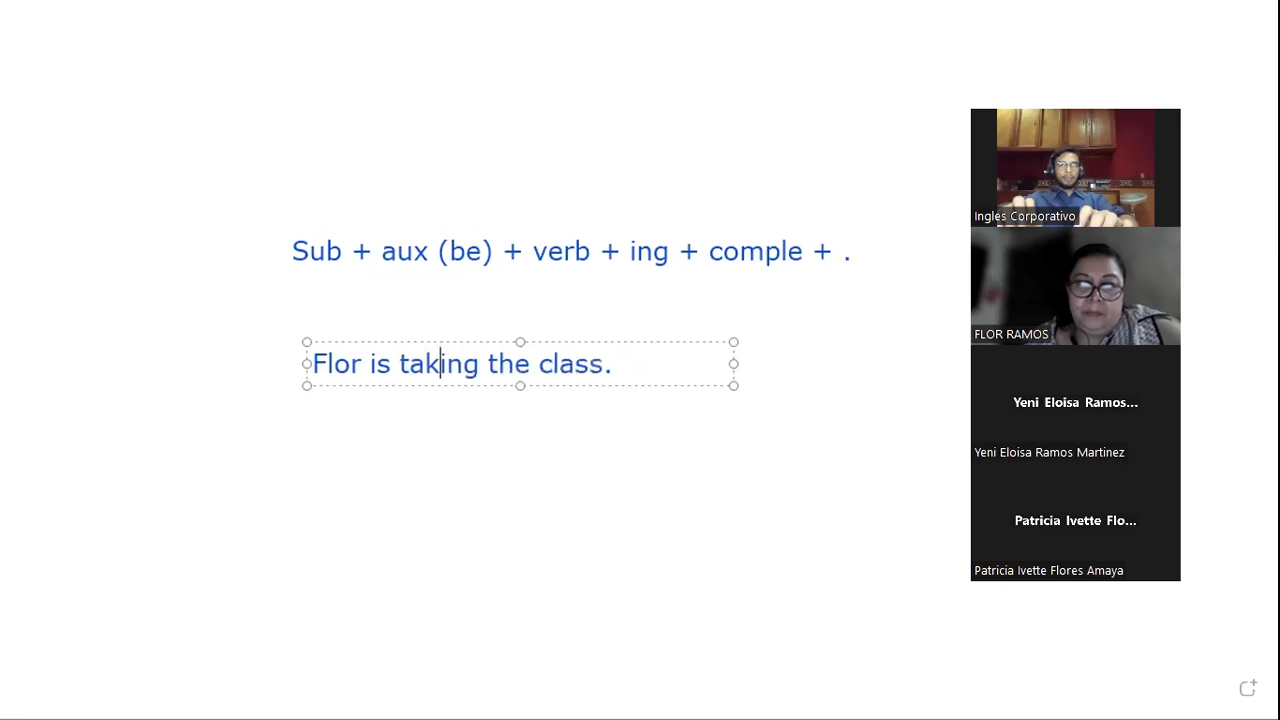 Sub + aux (be) + verb + ing + comple + .
Flor is taking the class.
Ingles Corporativo
FLOR RAMOS
Yeni Eloisa Ramos...
Yeni Eloisa Ramos Martinez
Patricia Ivette Flo...
Patricia Ivette Flores Amaya